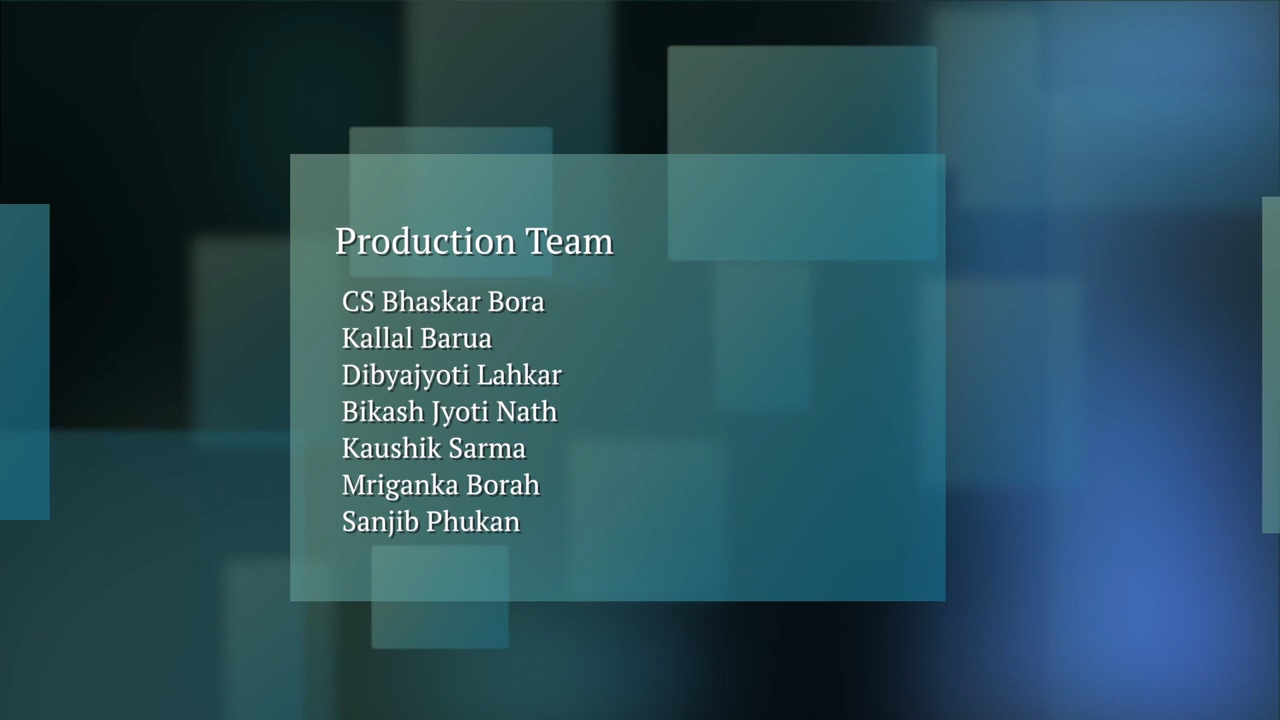 Production Team
CS Bhaskar Bora
Kallal Barua
Dibyajyoti Lahkar
Bikash Jyoti Nath
Kaushik Sarma
Mriganka Borah
Sanjib Phukan